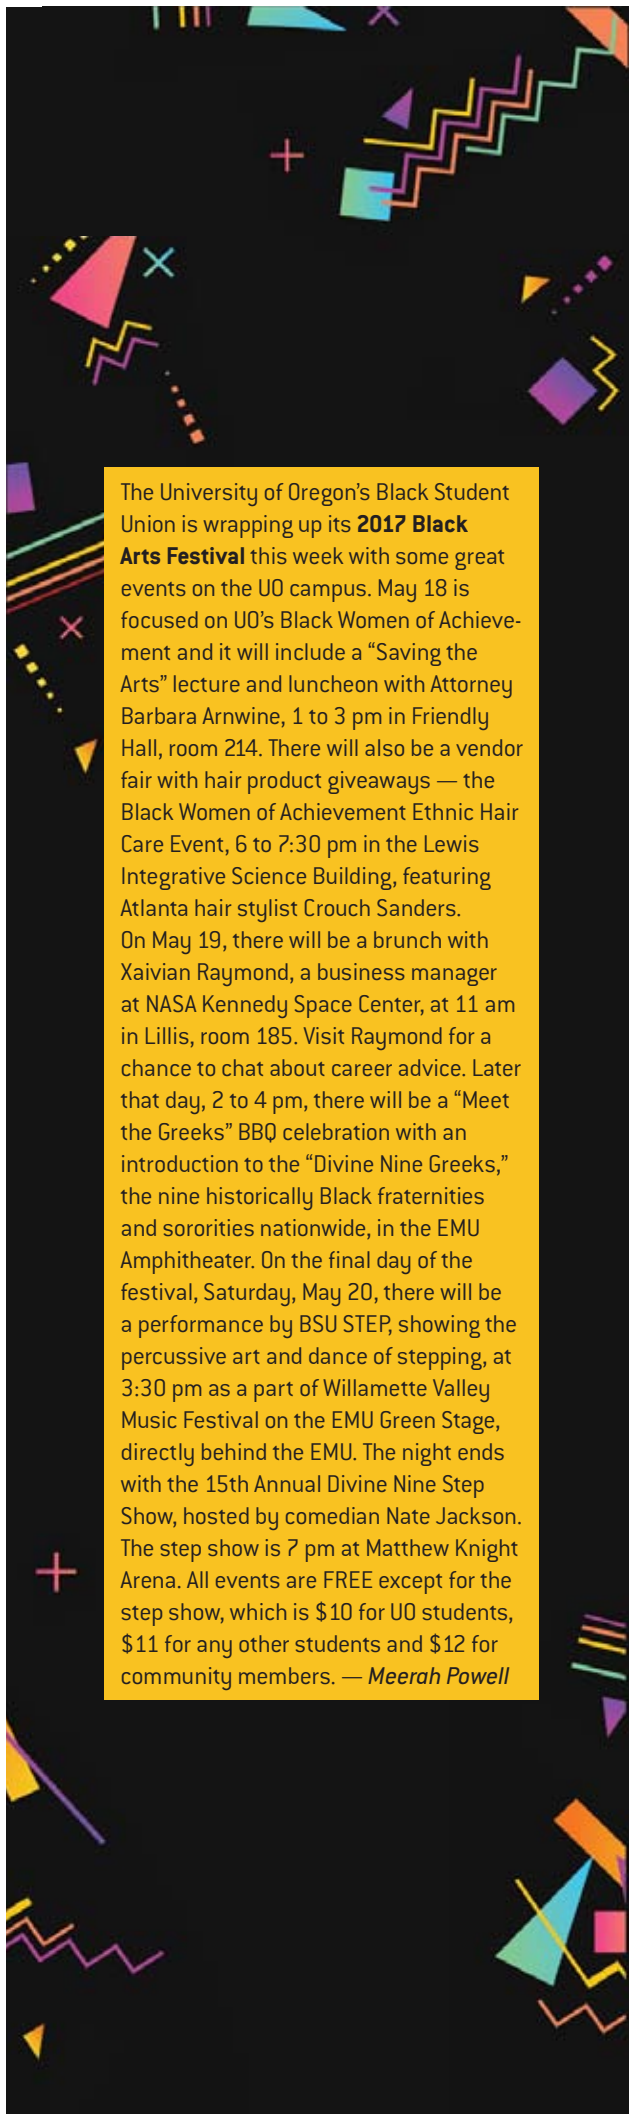 The University of Oregon’s Black Student
Union is wrapping up its 2017 Black
Arts Festival this week with some great
events on the UO campus. May 18 is
focused on UO’s Black Women of Achieve-
ment and it will include a “Saving the
Arts” lecture and luncheon with Attorney
Barbara Arnwine, 1 to 3 pm in Friendly
Hall, room 214. There will also be a vendor
fair with hair product giveaways — the
Black Women of Achievement Ethnic Hair
Care Event, 6 to 7:30 pm in the Lewis
Integrative Science Building, featuring
Atlanta hair stylist Crouch Sanders.
On May 19, there will be a brunch with
Xaivian Raymond, a business manager
at NASA Kennedy Space Center, at 11 am
in Lillis, room 185. Visit Raymond for a
chance to chat about career advice. Later
that day, 2 to 4 pm, there will be a “Meet
the Greeks” BBQ celebration with an
introduction to the “Divine Nine Greeks,”
the nine historically Black fraternities
and sororities nationwide, in the EMU
Amphitheater. On the final day of the
festival, Saturday, May 20, there will be
a performance by BSU STEP, showing the
percussive art and dance of stepping, at
3:30 pm as a part of Willamette Valley
Music Festival on the EMU Green Stage,
directly behind the EMU. The night ends
with the 15th Annual Divine Nine Step
Show, hosted by comedian Nate Jackson.
The step show is 7 pm at Matthew Knight
Arena. All events are FREE except for the
step show, which is $10 for UO students,
$11 for any other students and $12 for
community members. — Meerah Powell